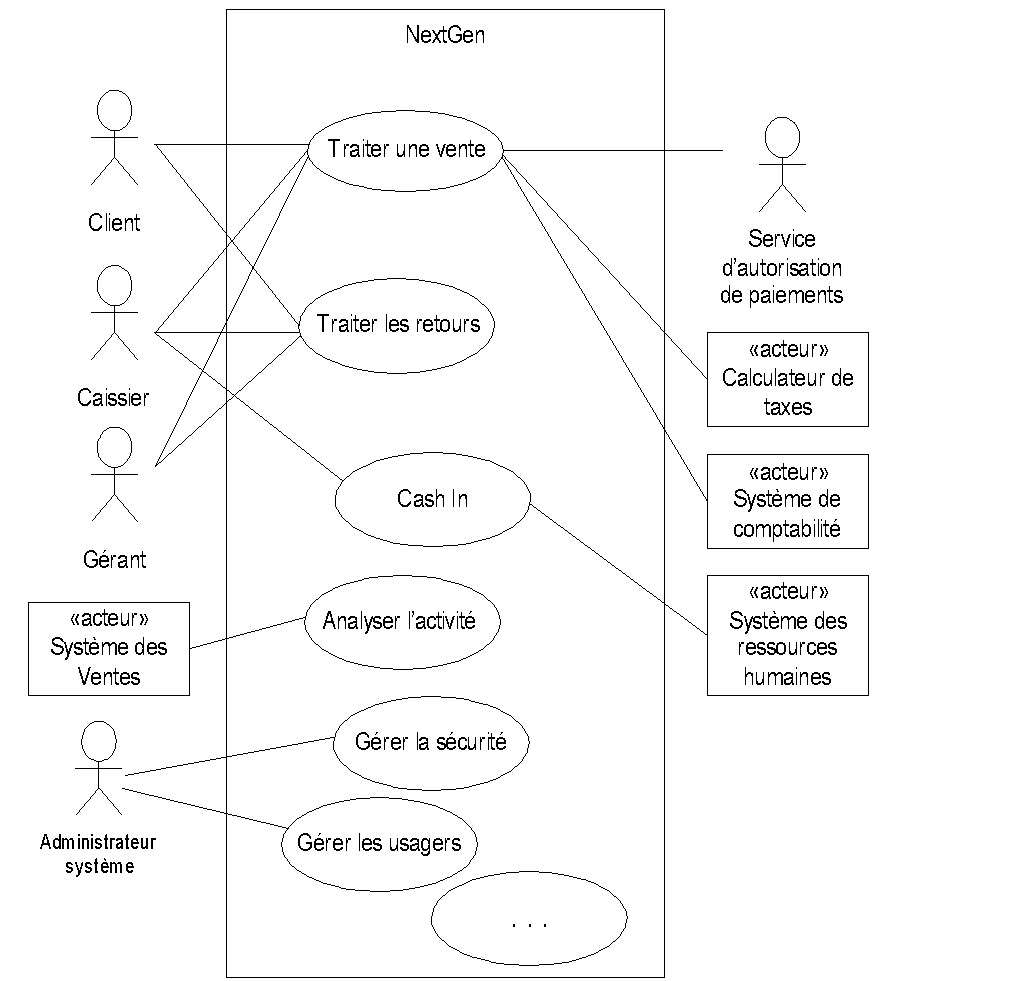 NextGen
Traiter une vente
Client
Service
d'autorisation
de paiements
Traiter les retours
Caissier
«acteur»
Calculateur de
taxes
Cash In
«acteur»
Système de
comptabilité
Gérant
«acteur»
Système des
Ventes
Analyser l'activité
«acteur»
Système des
ressources
humaines
Gérer la sécurité
Administrateur
système
Gérer les usagers
. . .